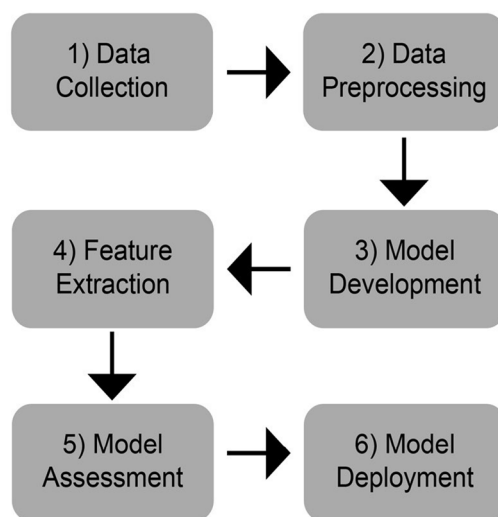 1) Data
Collection
2) Data
Preprocessing
3) Model
Development
4) Feature
Extraction
5) Model
Assessment
6) Model
Deployment